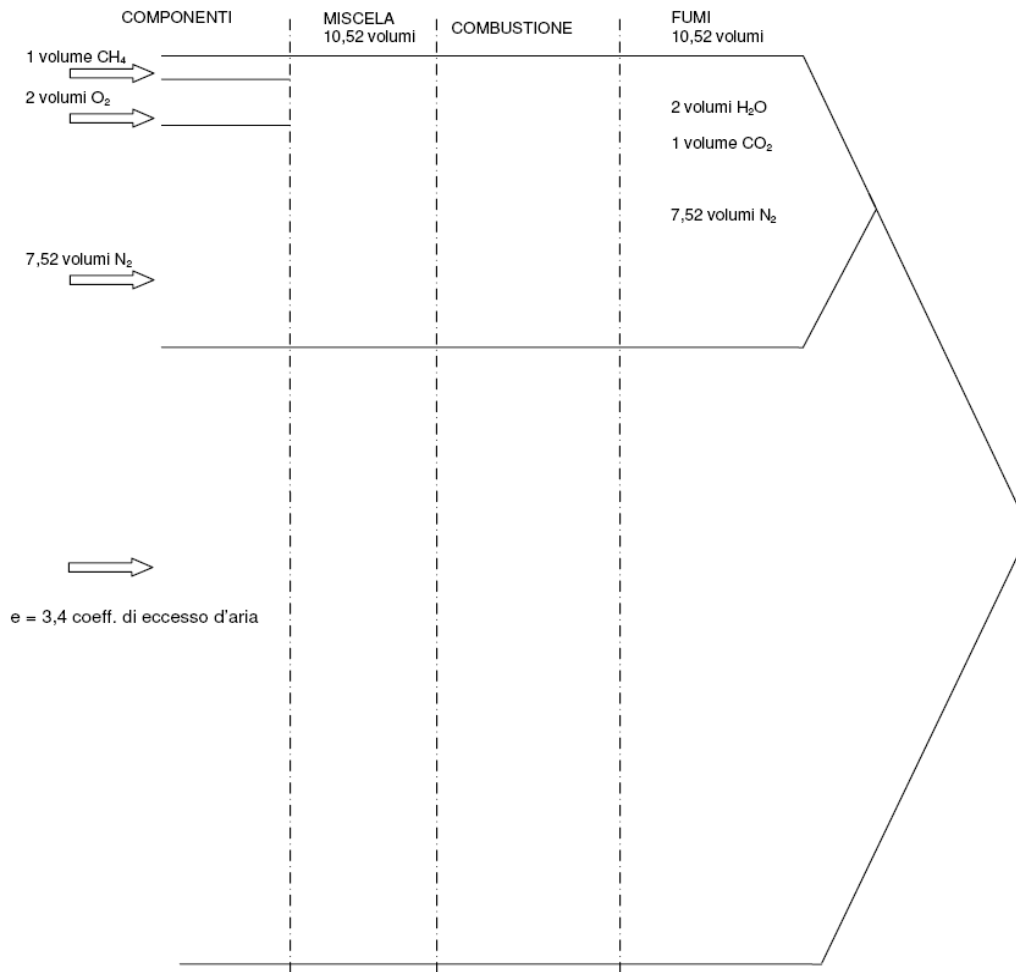 COMPONENTI
MISCELA
10,52 volumi
COMBUSTIONE
FUMI
10,52 volumi
1 volume CH₄
2 volumi O₂
7,52 volumi N₂
e = 3,4 coeff. di eccesso d'aria
2 volumi H₂O
1 volume CO₂
7,52 volumi N₂